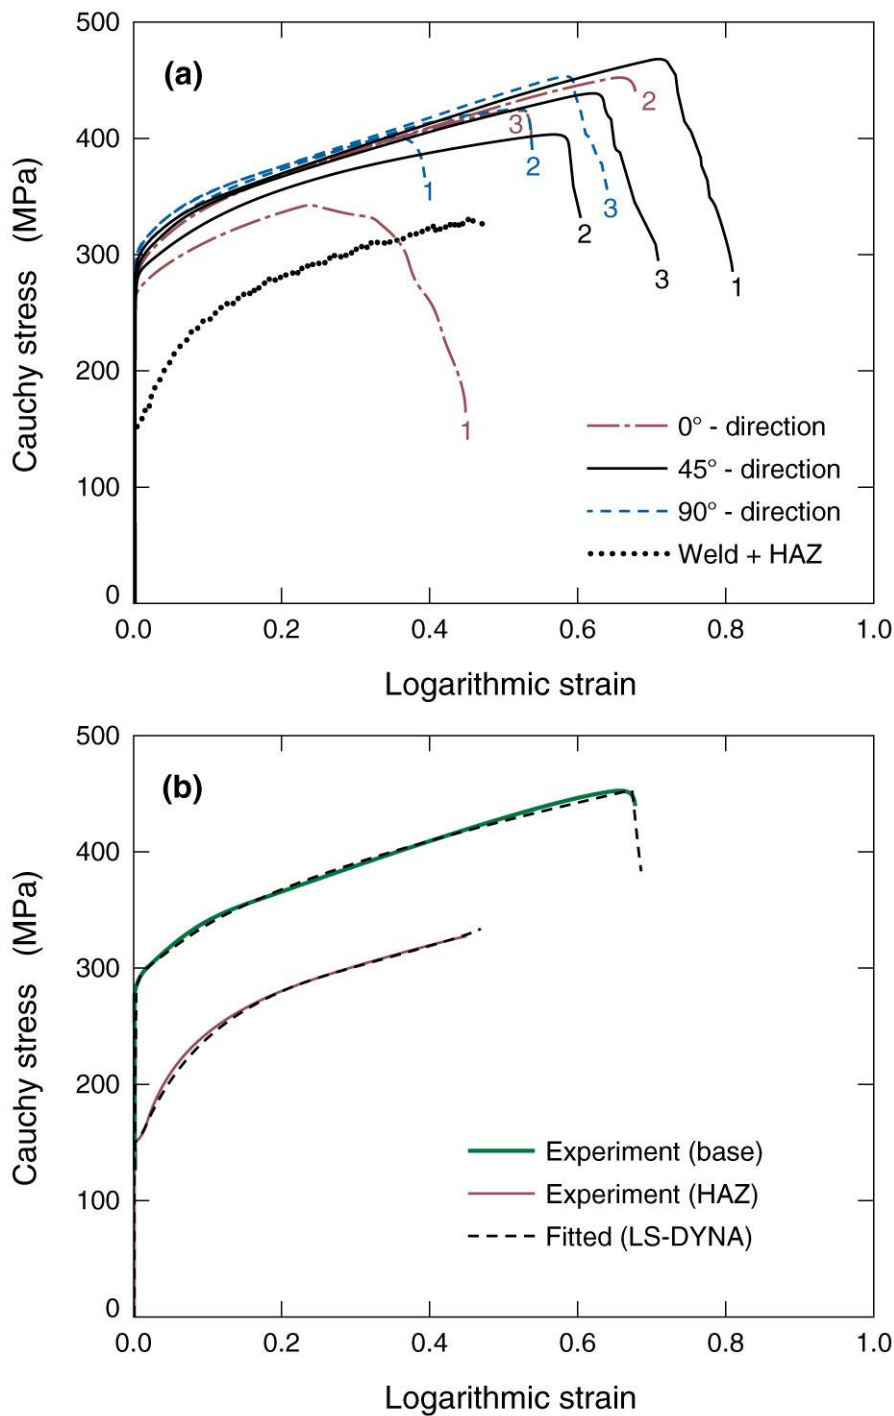 500
400
300
200
100
0
Cauchy stress (MPa)
(a)
1
3
2
3
2
2
3
1
1
0° - direction
45° - direction
90° - direction
Weld + HAZ
0.0 0.2 0.4 0.6 0.8 1.0
Logarithmic strain
500
400
300
200
100
0
Cauchy stress (MPa)
(b)
Experiment (base)
Experiment (HAZ)
Fitted (LS-DYNA)
0.0 0.2 0.4 0.6 0.8 1.0
Logarithmic strain